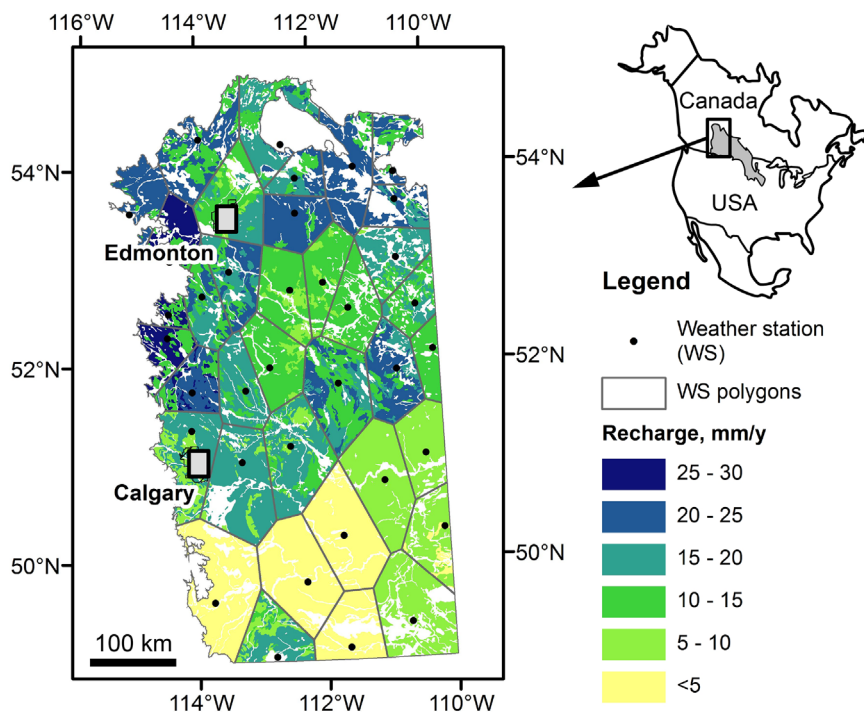 116°W
114°W
112°W
110°W
54°N
52°N
50°N
54°N
52°N
50°N
Edmonton
Calgary
100 km
114°W
112°W
110°W
Canada
USA
Legend
Weather station
(WS)
WS polygons
Recharge, mm/y
25 - 30
20 - 25
15 - 20
10 - 15
5 - 10
<5